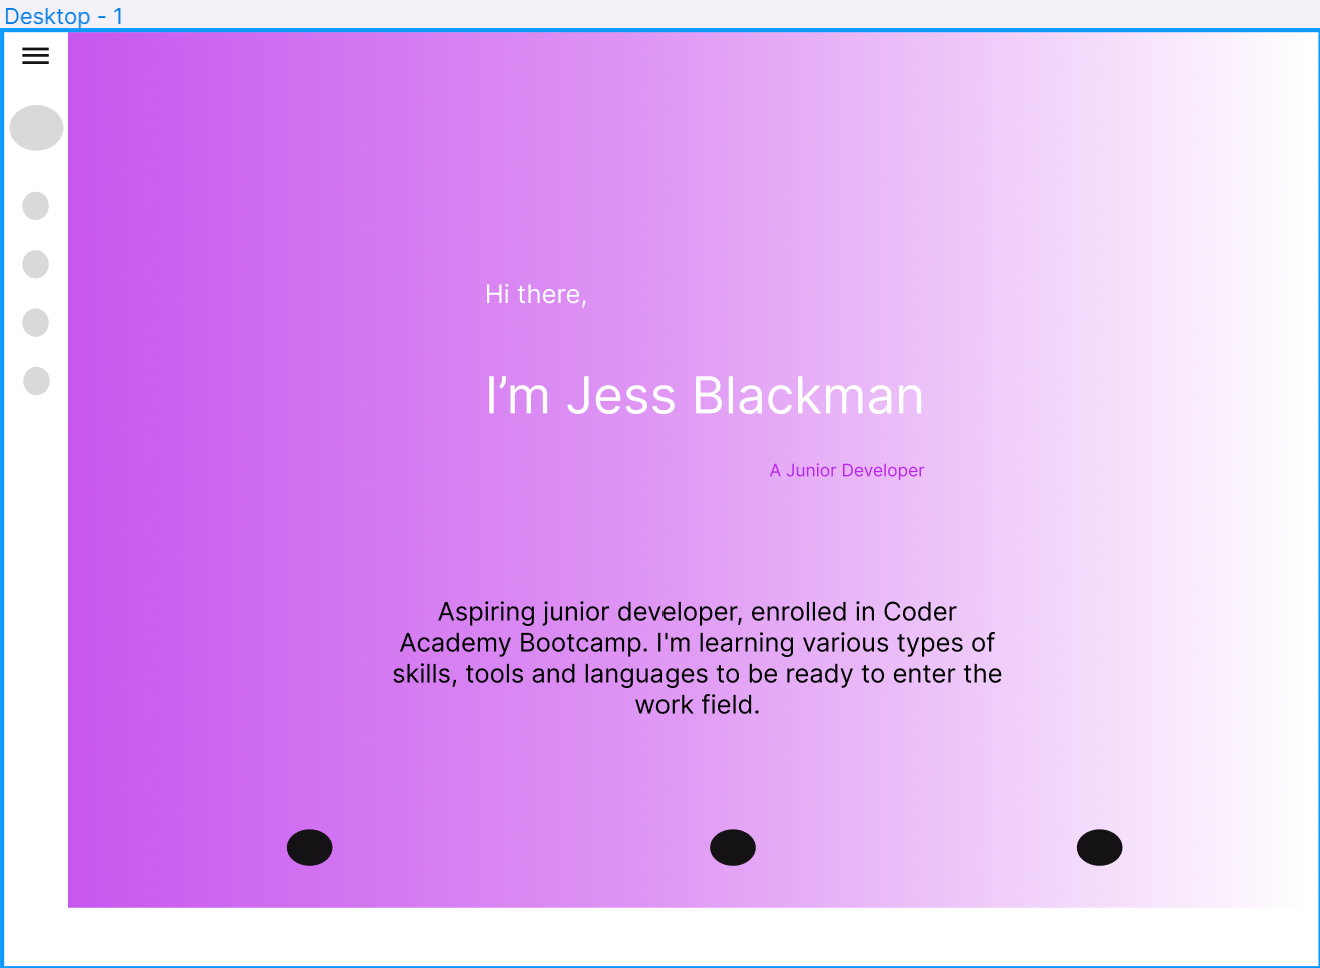 Desktop - 1
Hi there,
I’m Jess Blackman
A Junior Developer
Aspiring junior developer, enrolled in Coder
Academy Bootcamp. I'm learning various types of
skills, tools and languages to be ready to enter the
work field.